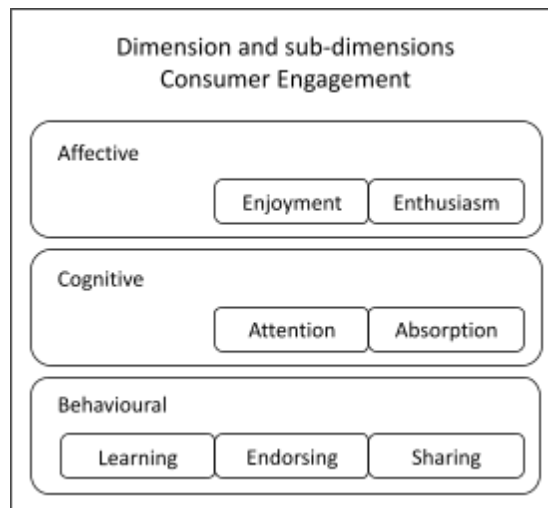 Dimension and sub-dimensions
Consumer Engagement
Affective
Enjoyment Enthusiasm
Cognitive
Attention Absorption
Behavioural
Learning Endorsing Sharing